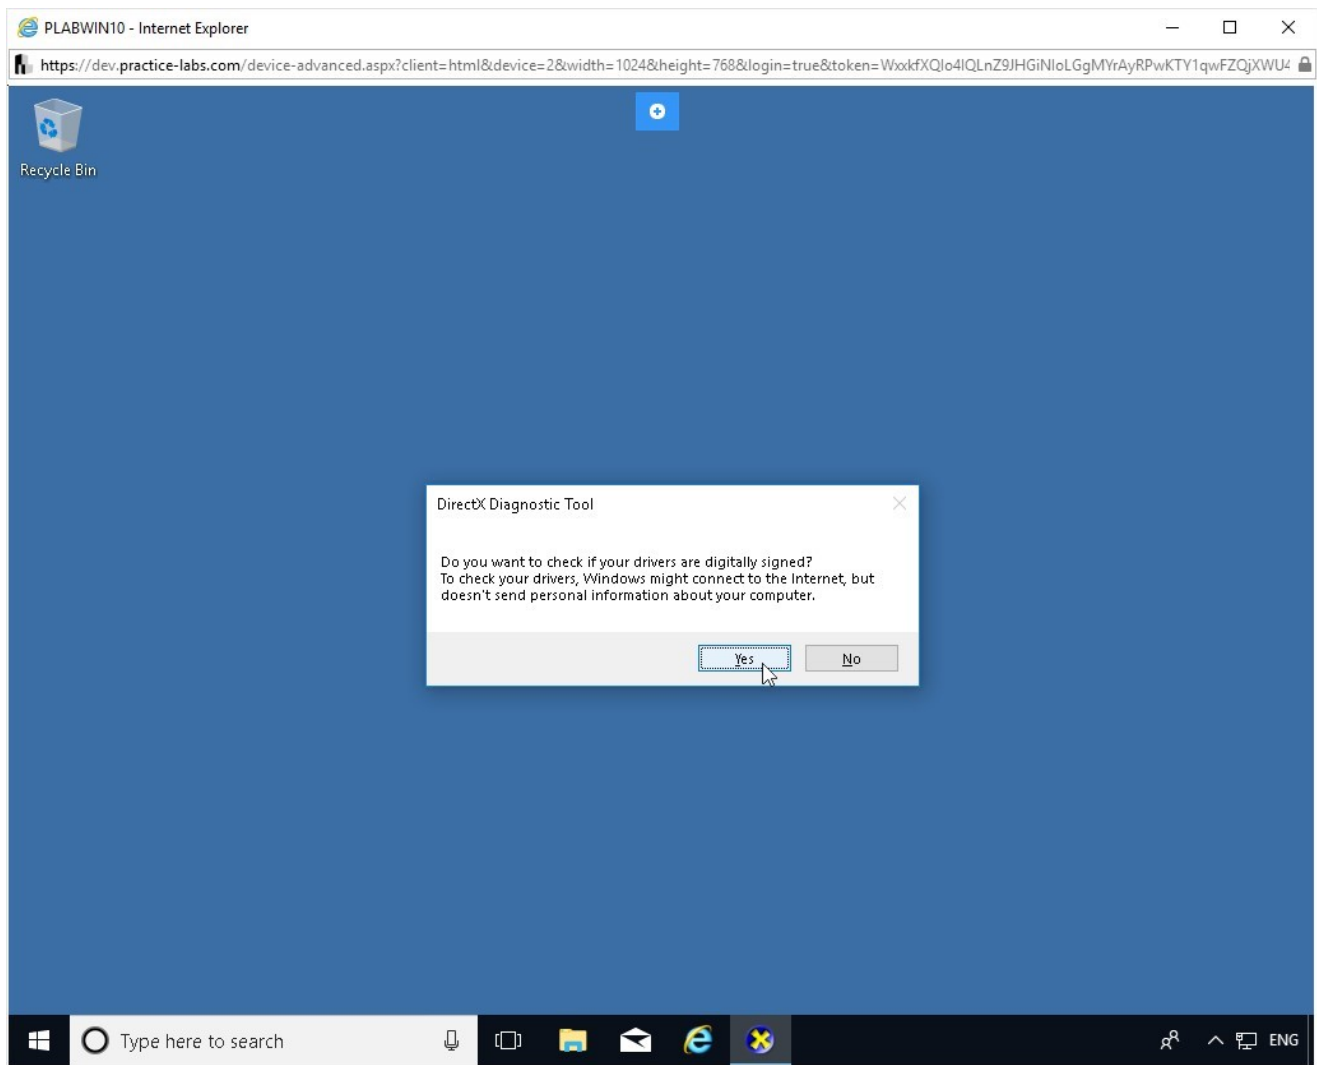 PLABWIN10 - Internet Explorer
https://dev.practice-labs.com/device-advanced.aspx?client=html&device=2&width=1024&height=768&login=true&token=WxxkfXQIo4IQLnZ9JHGiNIoLGgMYrAyRPwKTY1qwFZQjXWU4
Recycle Bin
DirectX Diagnostic Tool
Do you want to check if your drivers are digitally signed?
To check your drivers, Windows might connect to the Internet, but
doesn't send personal information about your computer.
Yes No
Type here to search ENG